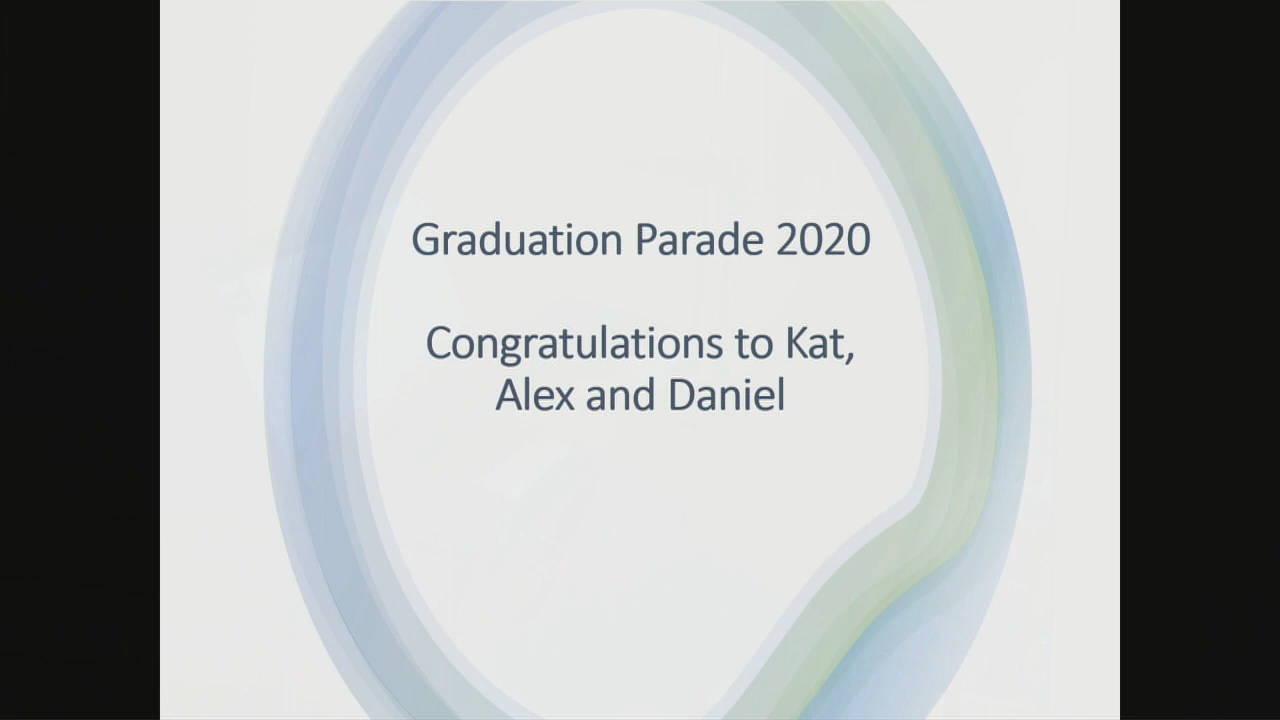 Graduation Parade 2020
Congratulations to Kat,
Alex and Daniel